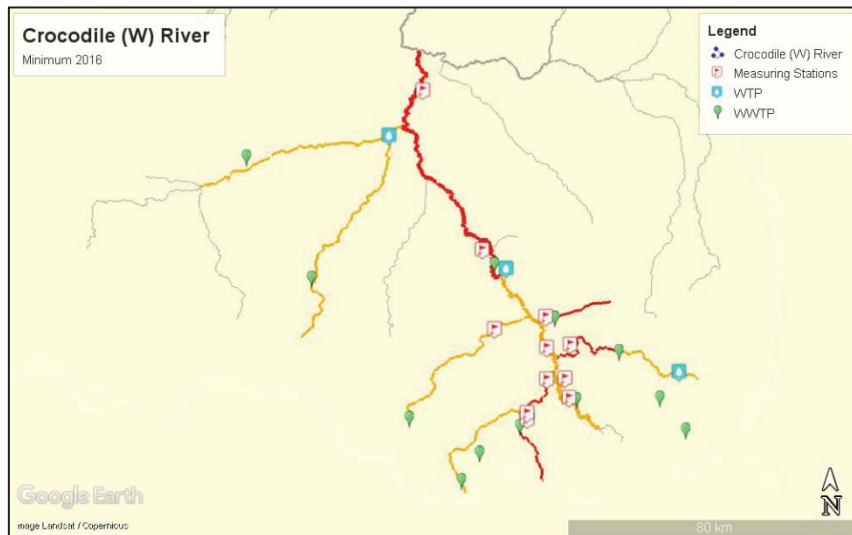 Crocodile (W) River
Minimum 2016
Legend
Crocodile (W) River
Measuring Stations
WTP
WWTP
Google Earth
mage Landsat / Copernicus
N
80 km